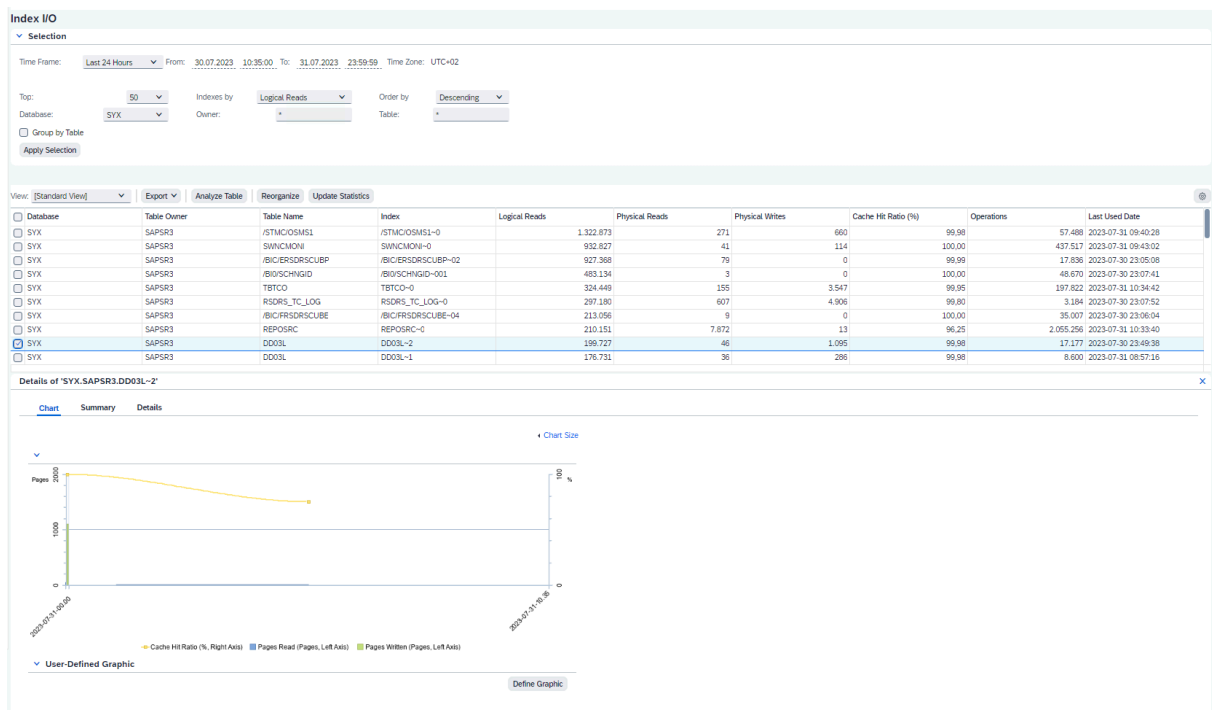 Index I/O
Selection
Time Frame: Last 24 Hours From: 30.07.2023 10:35:00 To: 31.07.2023 23:59:59 Time Zone: UTC+02
Top: 50 Indexes by Logical Reads Order by Descending
Database: SYX Owner: * Table: *
Group by Table
Apply Selection
View: [Standard View] Export Analyze Table Reorganize Update Statistics
Database Table Owner Table Name Index Logical Reads Physical Reads Physical Writes Cache Hit Ratio (%) Operations Last Used Date
SYX SAPSR3 /STMC/OSMS1 /STMC/OSMS1~0 1.322.873 271 660 99,98 57.488 2023-07-31 09:40:28
SYX SAPSR3 SWNCMONI SWNCMONI~0 932.827 41 114 100,00 437.517 2023-07-31 09:43:02
SYX SAPSR3 /BIC/ERSDRSCUBP /BIC/ERSDRSCUBP~02 927.368 79 0 99,99 17.836 2023-07-30 23:05:08
SYX SAPSR3 /BI0/SCHNGID /BI0/SCHNGID~001 483.134 3 0 100,00 48.670 2023-07-30 23:07:41
SYX SAPSR3 TBTCO TBTCO~0 324.449 155 3.547 99,95 197.822 2023-07-31 10:34:42
SYX SAPSR3 RSDRS_TC_LOG RSDRS_TC_LOG~0 297.180 607 4.906 99,80 3.184 2023-07-30 23:07:52
SYX SAPSR3 /BIC/FRSDRSCUBE /BIC/FRSDRSCUBE~04 213.056 9 0 100,00 35.007 2023-07-30 23:06:04
SYX SAPSR3 REPOSRC REPOSRC~0 210.151 7.872 13 96,25 2.055.256 2023-07-31 10:33:40
SYX SAPSR3 DD03L DD03L~2 199.727 46 1.095 99,98 17.177 2023-07-30 23:49:38
SYX SAPSR3 DD03L DD03L~1 176.731 36 286 99,98 8.600 2023-07-31 08:57:16
Details of 'SYX.SAPSR3.DD03L~2'
Chart Summary Details
Chart Size
Pages 2000 100 %
1000
0 0
2023-07-31-00.00 2023-07-31-10.35
Cache Hit Ratio (%, Right Axis) Pages Read (Pages, Left Axis) Pages Written (Pages, Left Axis)
User-Defined Graphic
Define Graphic